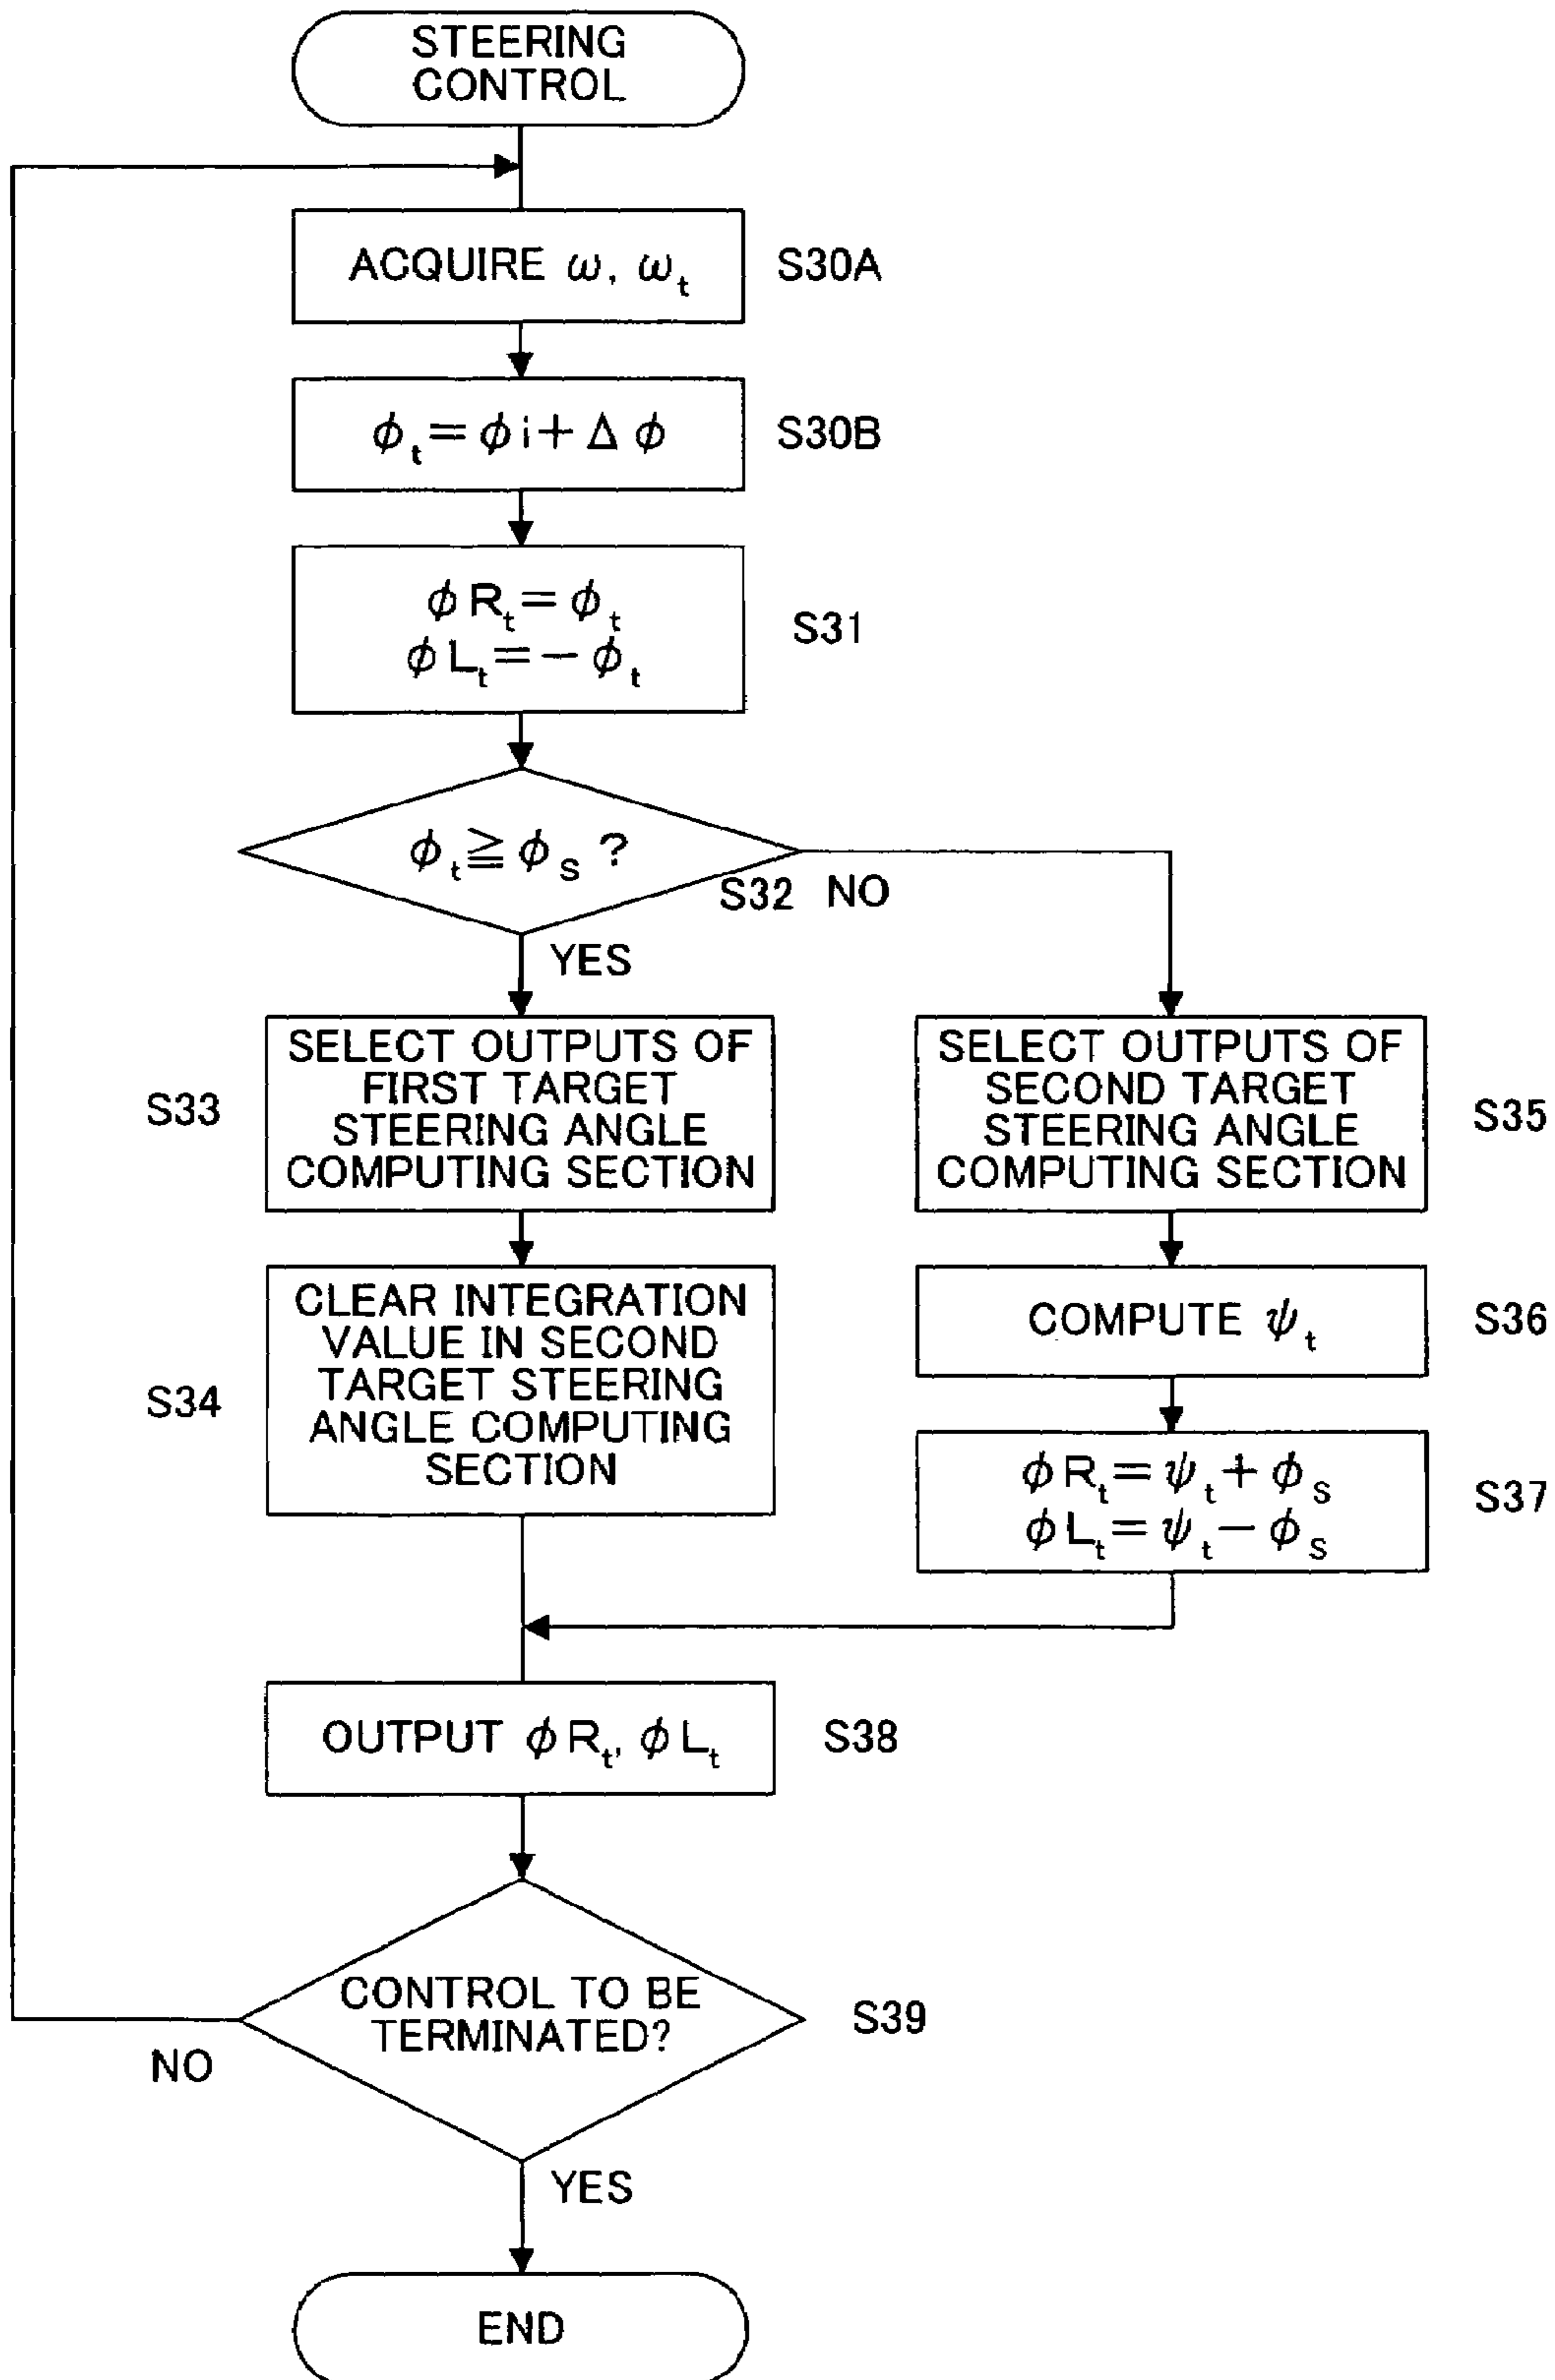 STEERING
CONTROL
ACQUIRE ω, ωt
S30A
ϕt=ϕi+Δϕ
S30B
ϕRt=ϕt
ϕLt=−ϕt
S31
ϕt≧ϕS ?
S32 NO
YES
SELECT OUTPUTS OF
FIRST TARGET
STEERING ANGLE
COMPUTING SECTION
S33
SELECT OUTPUTS OF
SECOND TARGET
STEERING ANGLE
COMPUTING SECTION
S35
CLEAR INTEGRATION
VALUE IN SECOND
TARGET STEERING
ANGLE COMPUTING
SECTION
S34
COMPUTE ψt
S36
ϕRt=ψt+ϕS
ϕLt=ψt−ϕS
S37
OUTPUT ϕRt, ϕLt
S38
CONTROL TO BE
TERMINATED?
S39
NO
YES
END